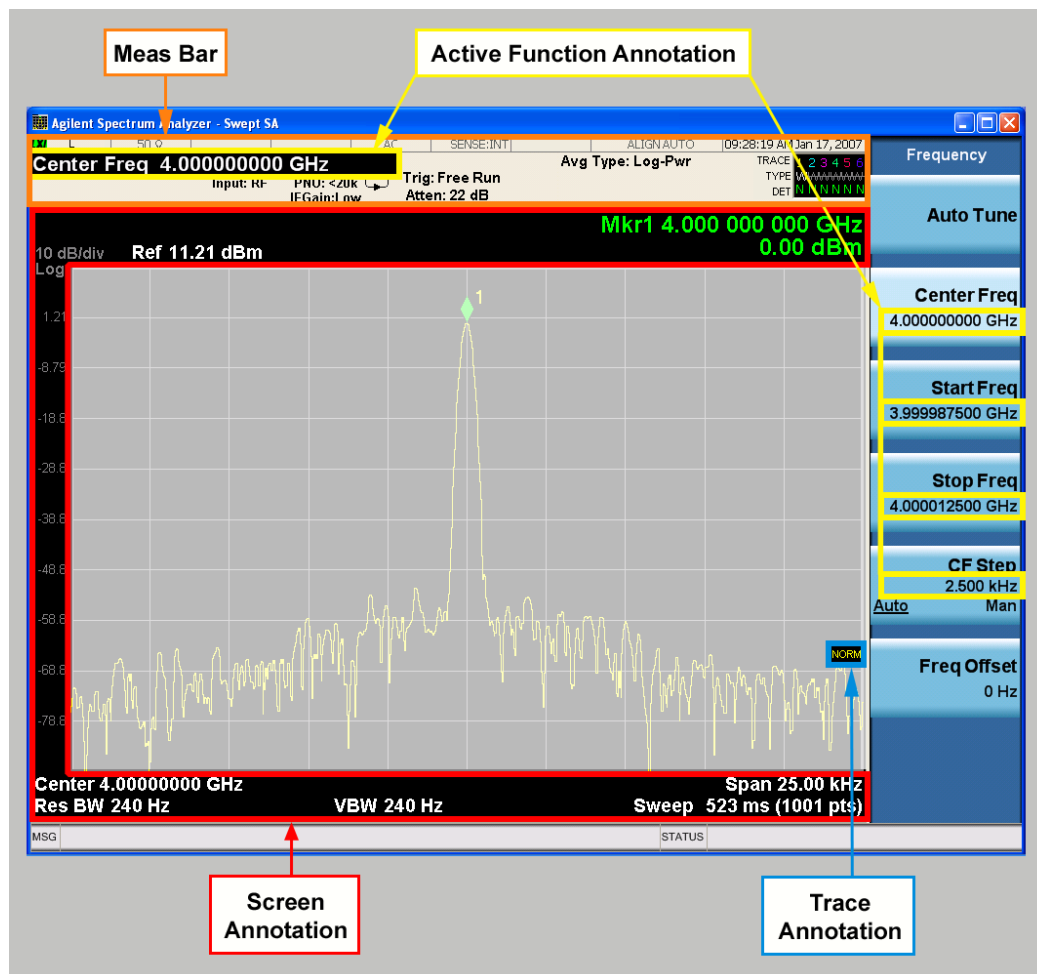 Meas Bar
Active Function Annotation
Agilent Spectrum Analyzer - Swept SA
L 50 Ω AC SENSE:INT ALIGNAUTO 09:28:19 AM Jan 17, 2007
Center Freq 4.000000000 GHz
Input: RF PNO: <20k Trig: Free Run
IFGain:Low Atten: 22 dB
Avg Type: Log-Pwr
TRACE 1 2 3 4 5 6
TYPE
DET N N N N N N
Frequency
Auto Tune
Center Freq
4.000000000 GHz
Start Freq
3.999987500 GHz
Stop Freq
4.000012500 GHz
CF Step
2.500 kHz
Auto Man
Freq Offset
0 Hz
Mkr1 4.000 000 000 GHz
0.00 dBm
10 dB/div Ref 11.21 dBm
Log
1
1.21
-8.79
-18.8
-28.8
-38.8
-48.8
-58.8
-68.8
-78.8
NORM
Center 4.00000000 GHz Span 25.00 kHz
Res BW 240 Hz VBW 240 Hz Sweep 523 ms (1001 pts)
MSG STATUS
Screen
Annotation
Trace
Annotation